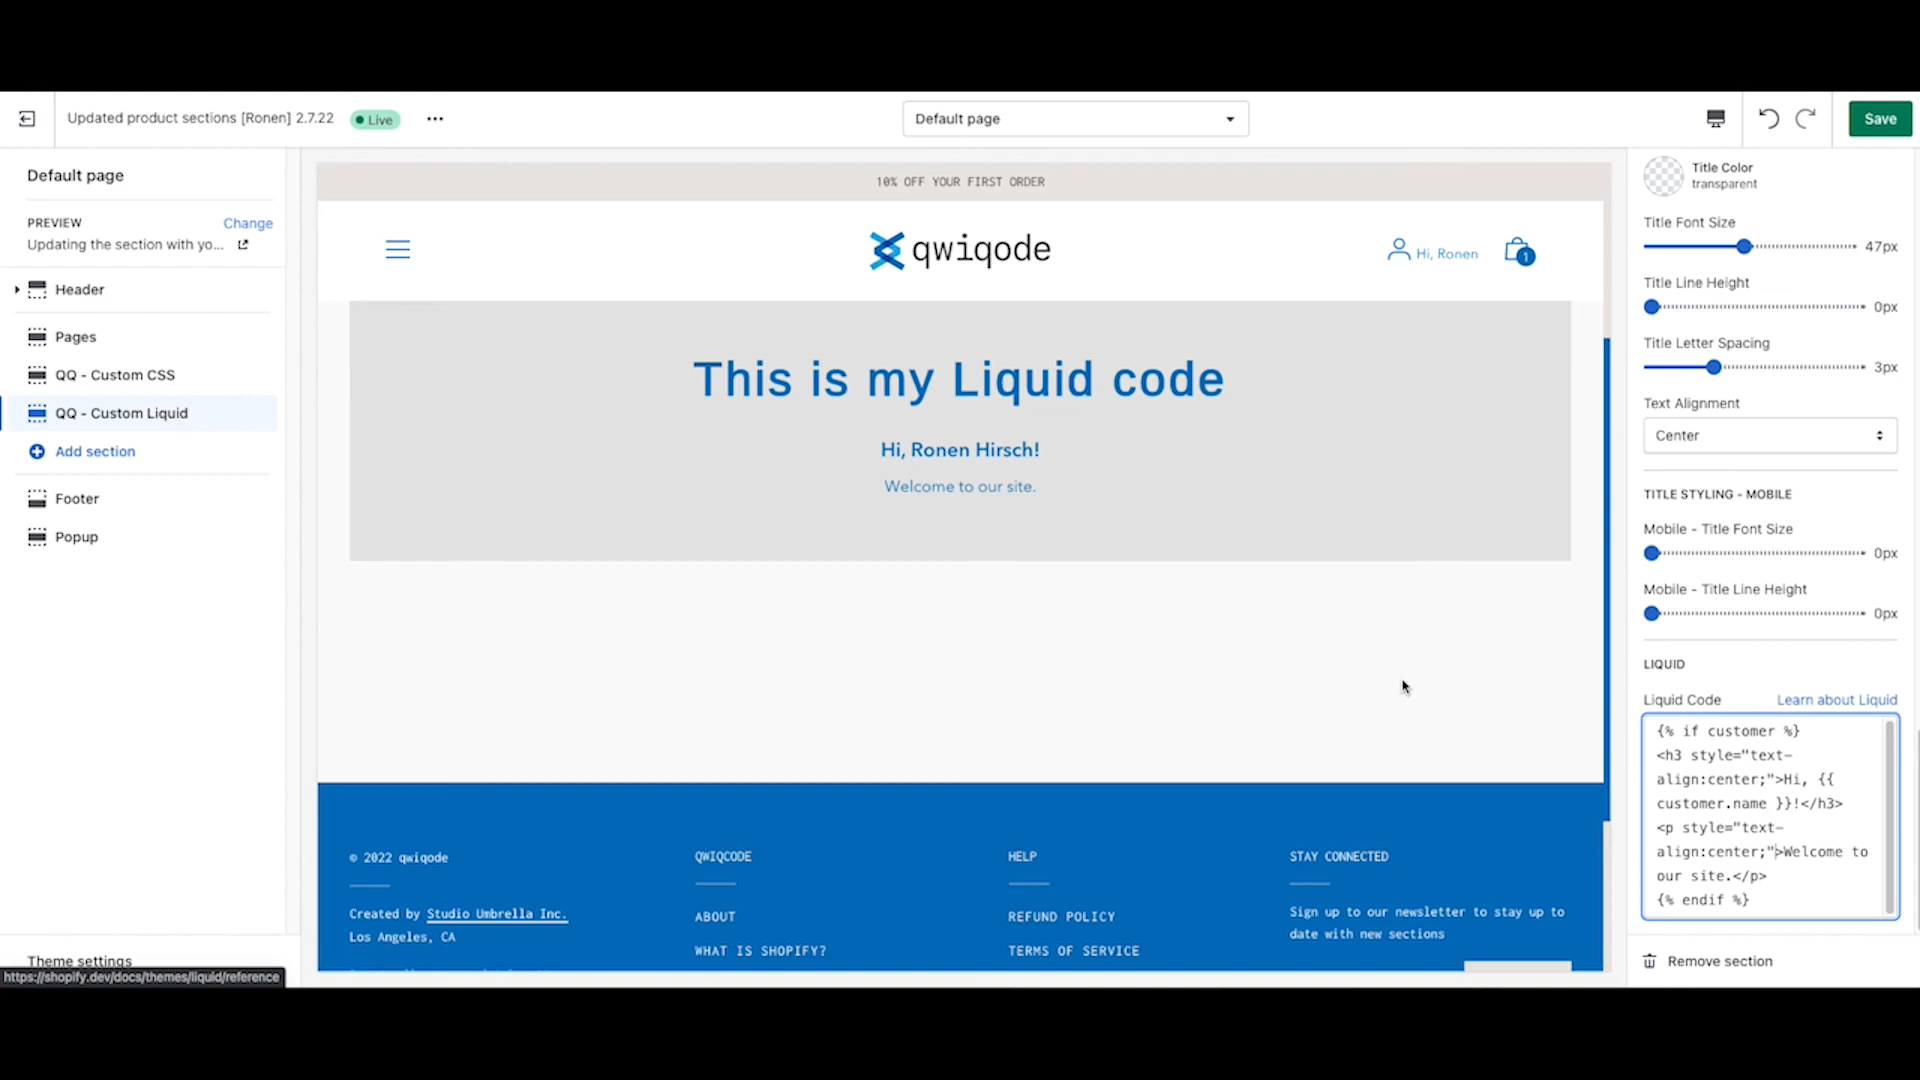 Updated product sections [Ronen] 2.7.22
Live
Default page
Save
Default page
PREVIEW
Change
Updating the section with yo...
Header
Pages
QQ - Custom CSS
QQ - Custom Liquid
Add section
Footer
Popup
Theme settings
https://shopify.dev/docs/themes/liquid/reference
10% OFF YOUR FIRST ORDER
qwiqode
Hi, Ronen
1
This is my Liquid code
Hi, Ronen Hirsch!
Welcome to our site.
© 2022 qwiqode
Created by Studio Umbrella Inc.
Los Angeles, CA
QWIQCODE
ABOUT
WHAT IS SHOPIFY?
HELP
REFUND POLICY
TERMS OF SERVICE
STAY CONNECTED
Sign up to our newsletter to stay up to
date with new sections
Title Color
transparent
Title Font Size
47px
Title Line Height
0px
Title Letter Spacing
3px
Text Alignment
Center
TITLE STYLING - MOBILE
Mobile - Title Font Size
0px
Mobile - Title Line Height
0px
LIQUID
Liquid Code
Learn about Liquid
{% if customer %}
<h3 style="text-
align:center;">Hi, {{
customer.name }}!</h3>
<p style="text-
align:center;">Welcome to
our site.</p>
{% endif %}
Remove section